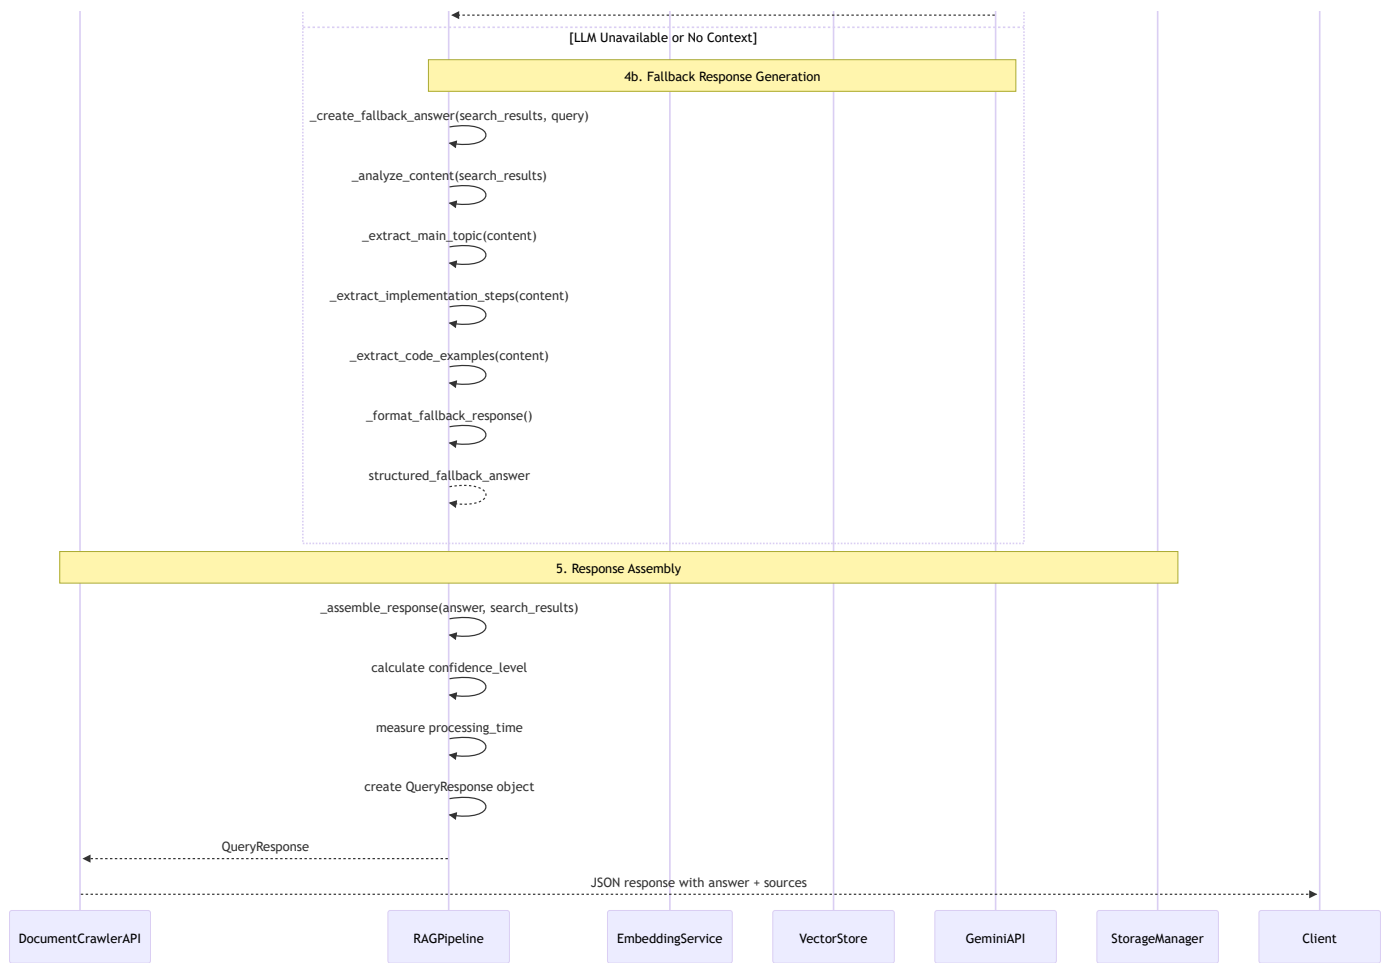 [LLM Unavailable or No Context]
4b. Fallback Response Generation
_create_fallback_answer(search_results, query)
_analyze_content(search_results)
_extract_main_topic(content)
_extract_implementation_steps(content)
_extract_code_examples(content)
_format_fallback_response()
structured_fallback_answer
5. Response Assembly
_assemble_response(answer, search_results)
calculate confidence_level
measure processing_time
create QueryResponse object
QueryResponse
JSON response with answer + sources
DocumentCrawlerAPI
RAGPipeline
EmbeddingService
VectorStore
GeminiAPI
StorageManager
Client